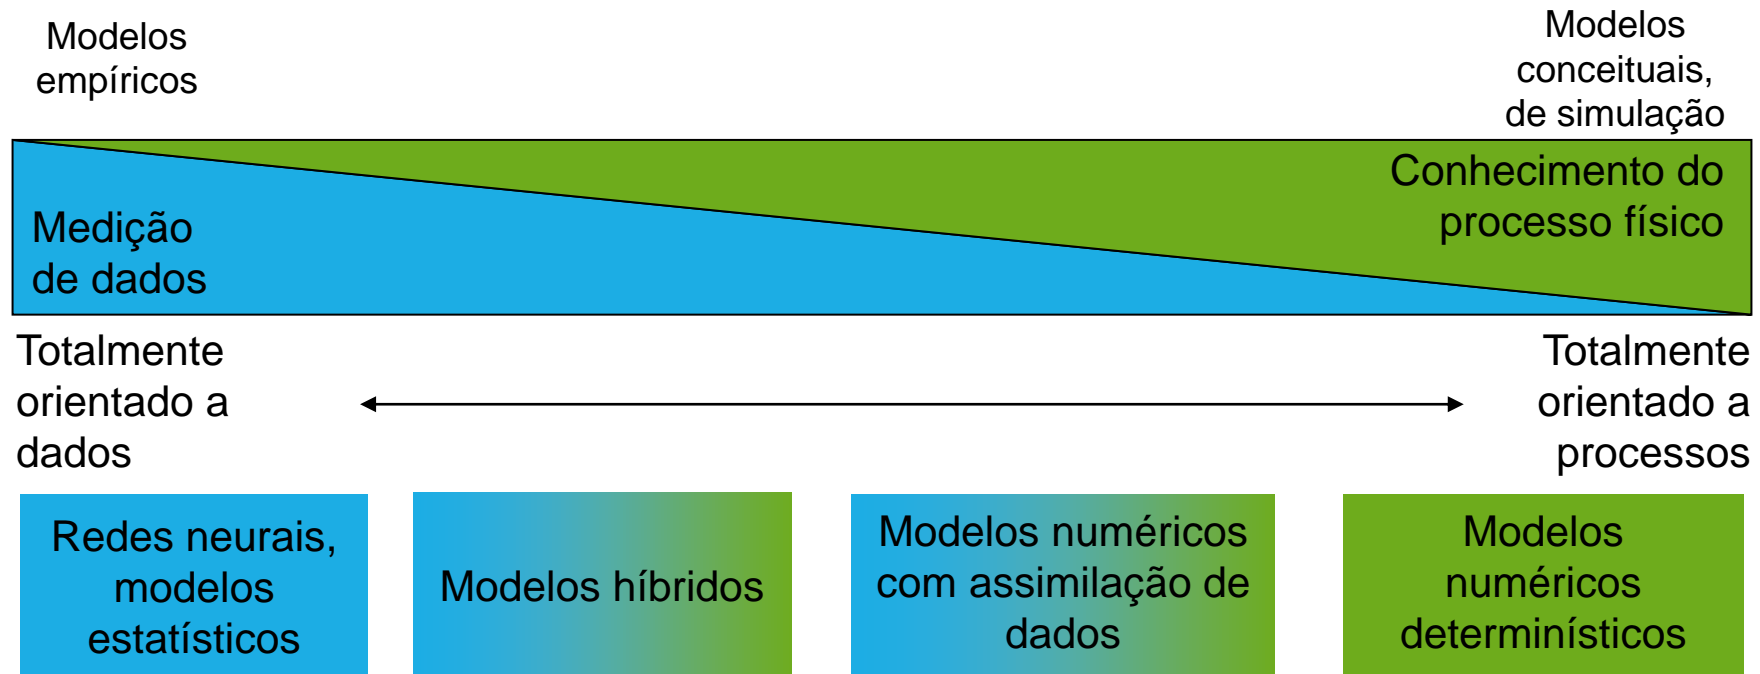 Modelos
empíricos
Modelos
conceituais,
de simulação
Medição
de dados
Conhecimento do
processo físico
Totalmente
orientado a
dados
Totalmente
orientado a
processos
Redes neurais,
modelos
estatísticos
Modelos híbridos
Modelos numéricos
com assimilação de
dados
Modelos
numéricos
determinísticos